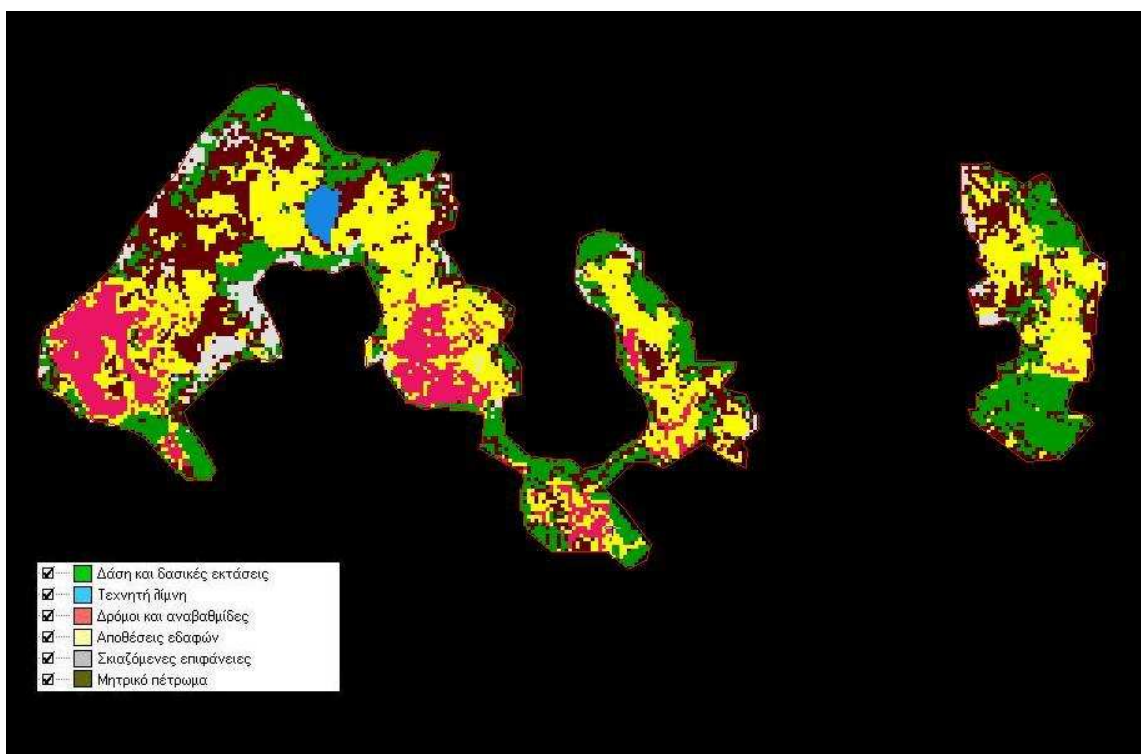 Δάση και δασικές εκτάσεις
Τεχνητή λίμνη
Δρόμοι και αναβαθμίδες
Αποθέσεις εδαφών
Σκιαζόμενες επιφάνειες
Μητρικό πέτρωμα